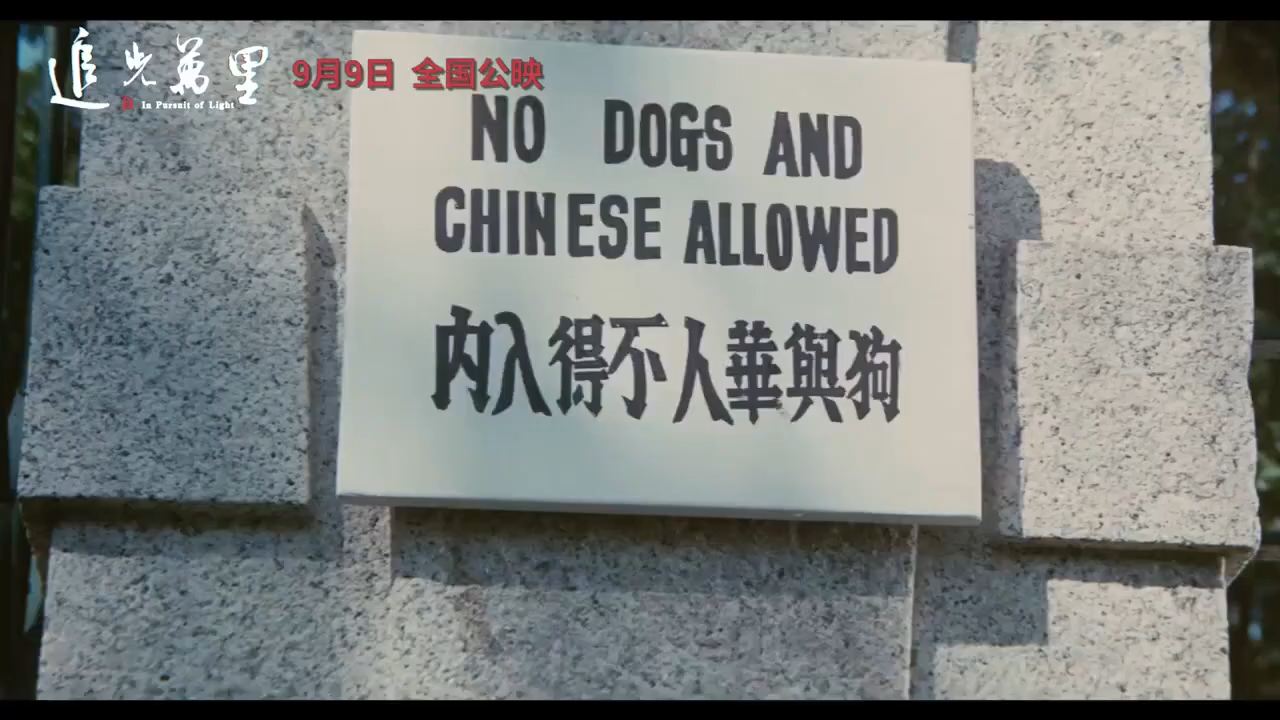 追光萬里
In Pursuit of Light
9月9日 全国公映
NO DOGS AND
CHINESE ALLOWED
狗與華人不得入内